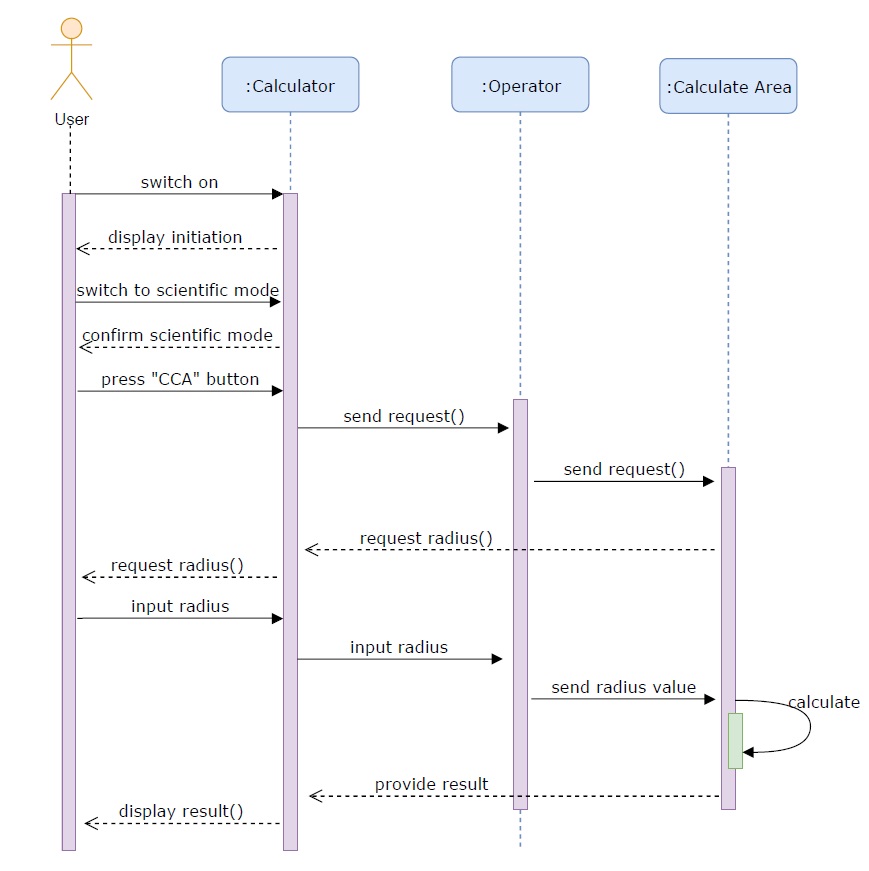 :Calculator
:Operator
:Calculate Area
User
switch on
display initiation
switch to scientific mode
confirm scientific mode
press "CCA" button
send request()
send request()
request radius()
request radius()
input radius
input radius
send radius value
calculate
provide result
display result()